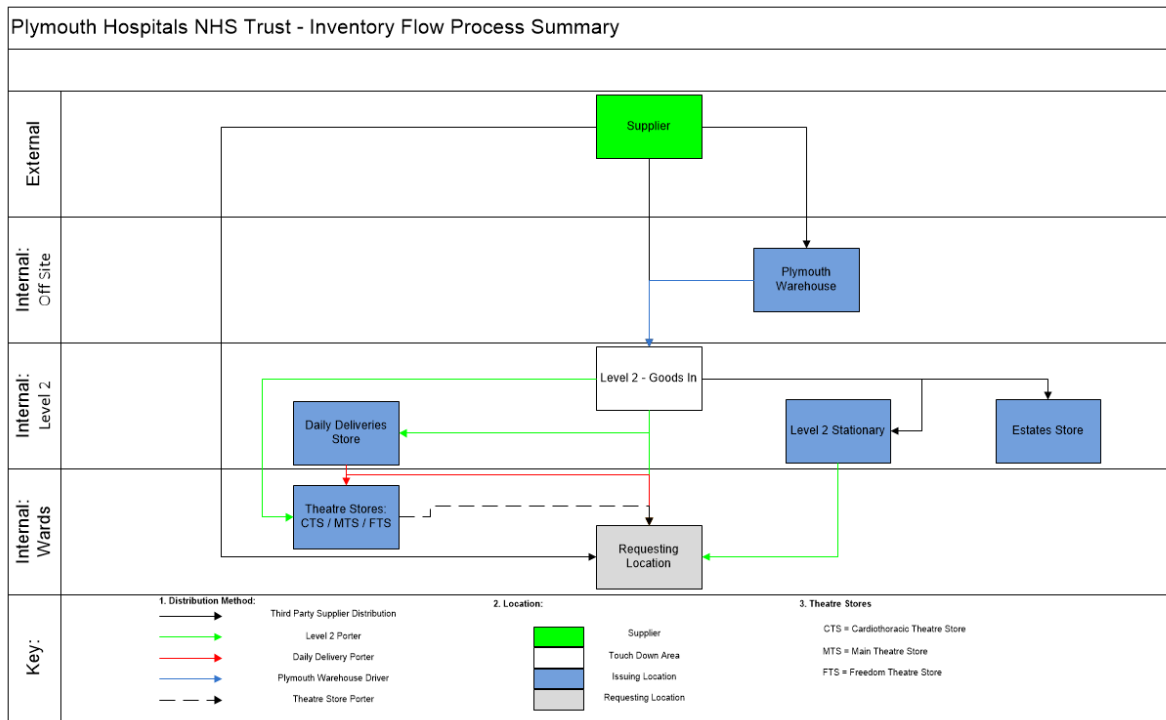 Plymouth Hospitals NHS Trust - Inventory Flow Process Summary
External
Supplier
Internal:
Off Site
Plymouth
Warehouse
Internal:
Level 2
Level 2 - Goods In
Daily Deliveries
Store
Level 2 Stationary
Estates Store
Internal:
Wards
Theatre Stores:
CTS / MTS / FTS
Requesting
Location
Key:
1. Distribution Method:
Third Party Supplier Distribution
Level 2 Porter
Daily Delivery Porter
Plymouth Warehouse Driver
Theatre Store Porter
2. Location:
Supplier
Touch Down Area
Issuing Location
Requesting Location
3. Theatre Stores
CTS = Cardiothoracic Theatre Store
MTS = Main Theatre Store
FTS = Freedom Theatre Store